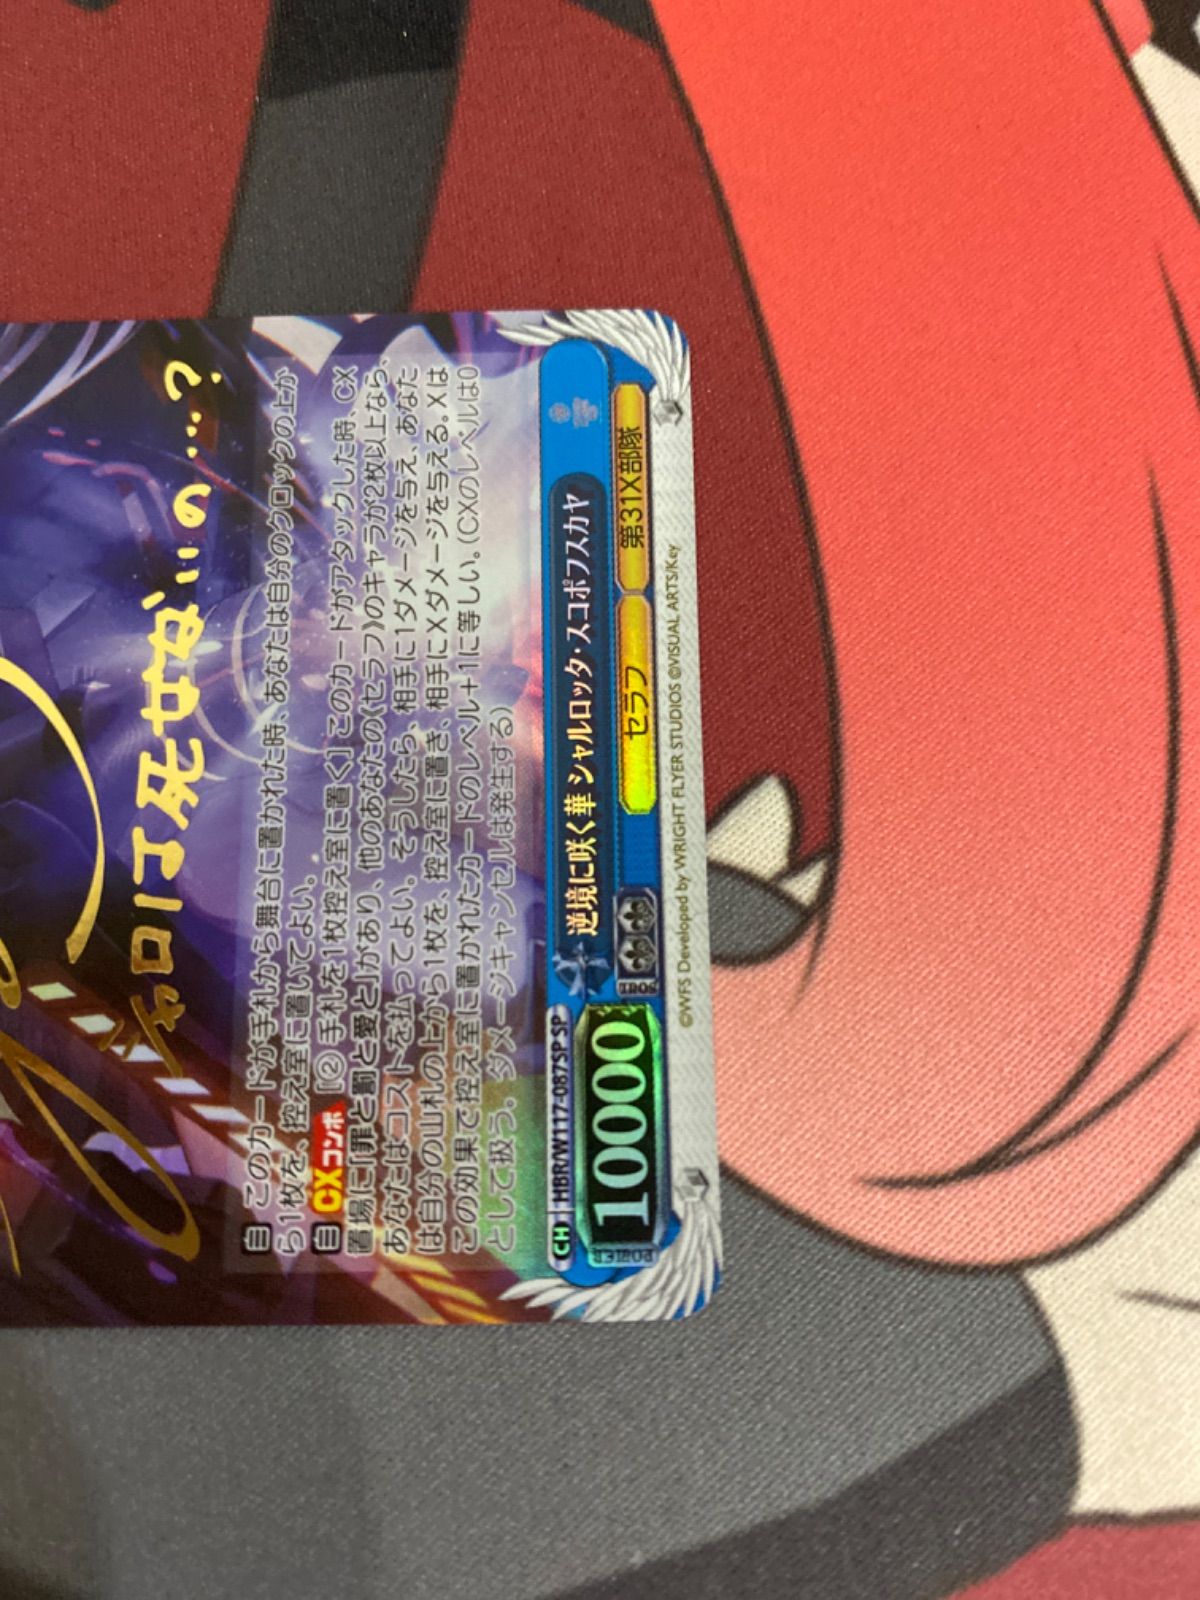 シャロって死なないの…?
自 このカードが手札から舞台に置かれた時、あなたは自分のクロックの上か
ら1枚を、控え室に置いてよい。
自 CXコンボ [② 手札を1枚控え室に置く] このカードがアタックした時、CX
置場に「罪と罰と愛と」があり、他のあなたの《セラフ》のキャラが2枚以上なら、
あなたはコストを払ってよい。そうしたら、相手に1ダメージを与え、あなた
は自分の山札の上から1枚を、控え室に置き、相手にXダメージを与える。Xは
この効果で控え室に置かれたカードのレベル+1に等しい。(CXのレベルは0
として扱う。ダメージキャンセルは発生する)
CH HBR/W117-087SP SP
逆境に咲く華 シャルロッタ・スコポフスカヤ
POWER 10000
SOUL
セラフ
第31X部隊
©WFS Developed by WRIGHT FLYER STUDIOS ©VISUAL ARTS/Key